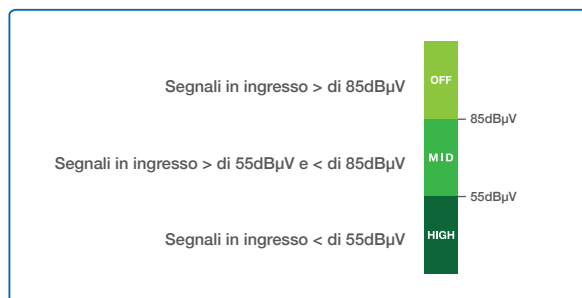 Segnali in ingresso > di 85dBµV
OFF
85dBµV
Segnali in ingresso > di 55dBµV e < di 85dBµV
MID
55dBµV
Segnali in ingresso < di 55dBµV
HIGH